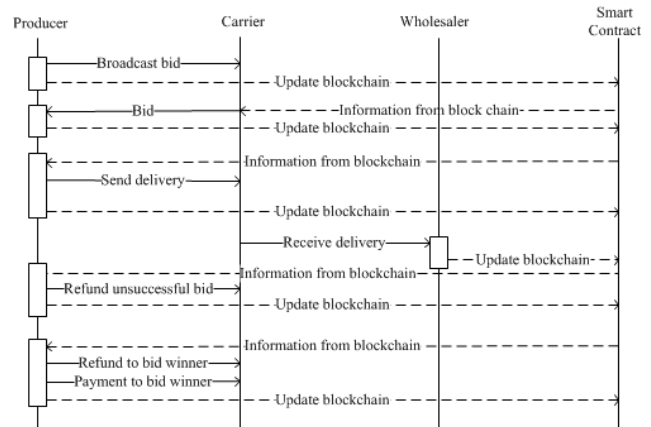 Producer
Carrier
Wholesaler
Smart
Contract
Broadcast bid
Update blockchain
Bid
Information from block chain
Update blockchain
Information from blockchain
Send delivery
Update blockchain
Receive delivery
Update blockchain
Information from blockchain
Refund unsuccessful bid
Update blockchain
Information from blockchain
Refund to bid winner
Payment to bid winner
Update blockchain